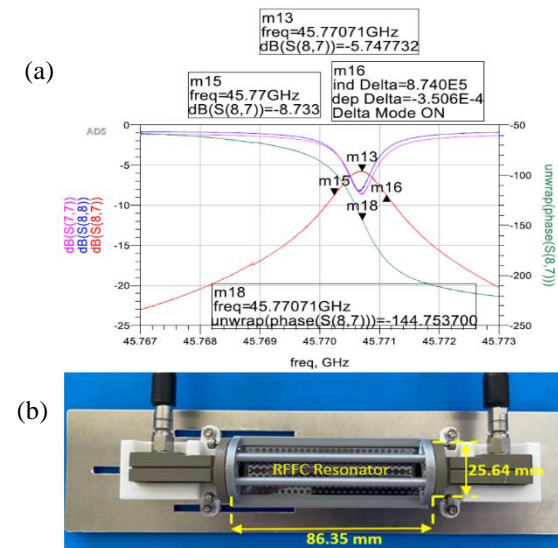 m13
freq=45.77071GHz
dB(S(8,7))=-5.747732
(a)
m15
freq=45.77GHz
dB(S(8,7))=-8.733
m16
ind Delta=8.740E5
dep Delta=-3.506E-4
Delta Mode ON
ADS
0
-5
-10
-15
-20
-25
dB(S(7,7))
dB(S(8,8))
dB(S(8,7))
m13
m15
m16
m18
-50
-100
-150
-200
-250
unwrap(phase(S(8,7)))
m18
freq=45.77071GHz
unwrap(phase(S(8,7)))=-144.753700
45.767
45.768
45.769
45.770
45.771
45.772
45.773
freq, GHz
(b)
RFFC Resonator
25.64 mm
86.35 mm